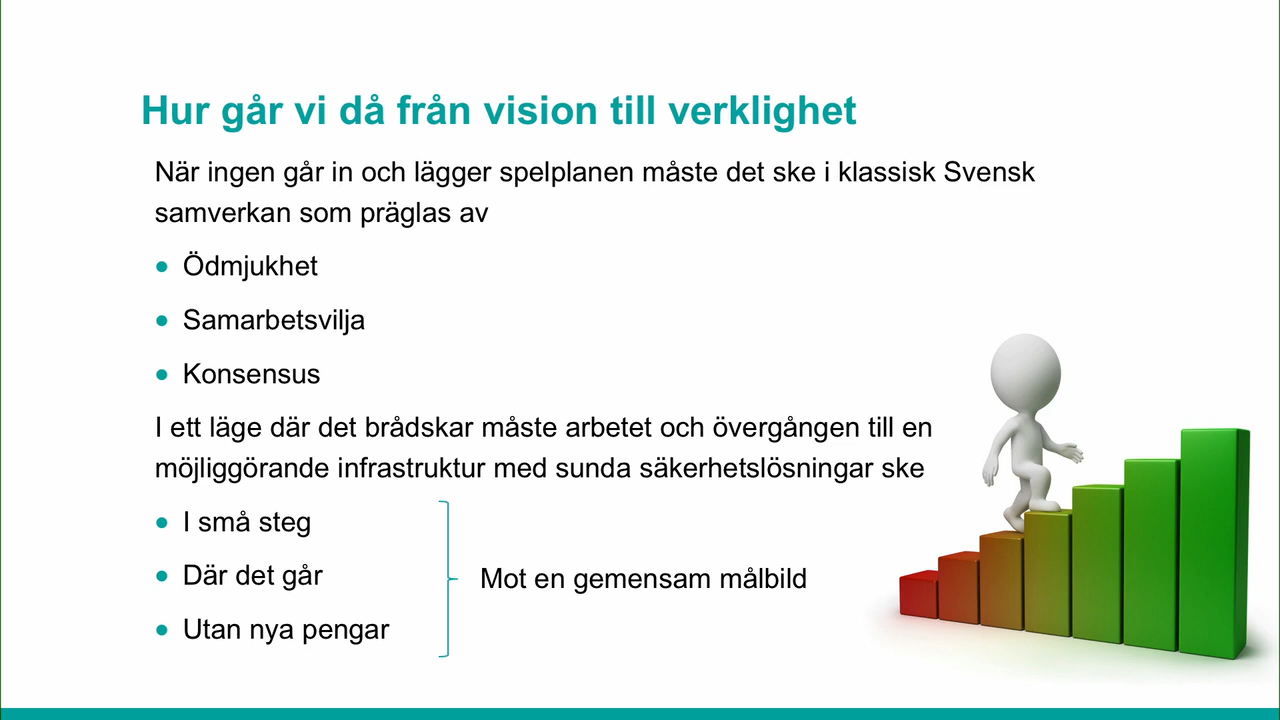 Hur går vi då från vision till verklighet
När ingen går in och lägger spelplanen måste det ske i klassisk Svensk
samverkan som präglas av
• Ödmjukhet
• Samarbetsvilja
• Konsensus
I ett läge där det brådskar måste arbetet och övergången till en
möjliggörande infrastruktur med sunda säkerhetslösningar ske
• I små steg
• Där det går
• Utan nya pengar
Mot en gemensam målbild